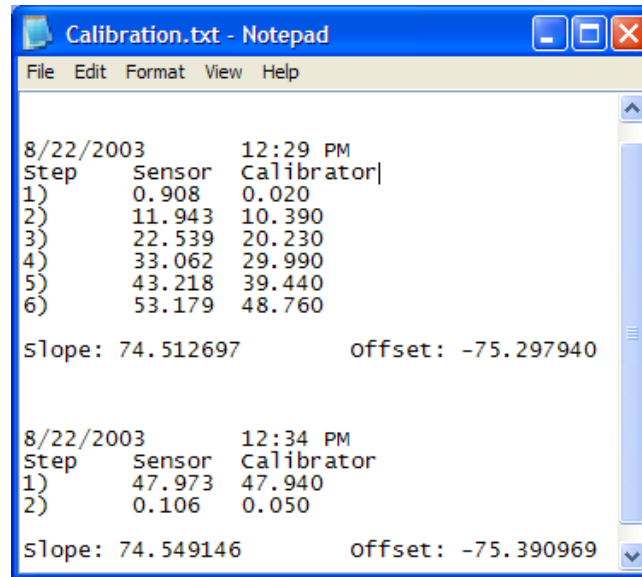 Calibration.txt - Notepad
File Edit Format View Help
8/22/2003 12:29 PM
Step Sensor Calibrator
1) 0.908 0.020
2) 11.943 10.390
3) 22.539 20.230
4) 33.062 29.990
5) 43.218 39.440
6) 53.179 48.760
Slope: 74.512697 Offset: -75.297940
8/22/2003 12:34 PM
Step Sensor Calibrator
1) 47.973 47.940
2) 0.106 0.050
Slope: 74.549146 Offset: -75.390969